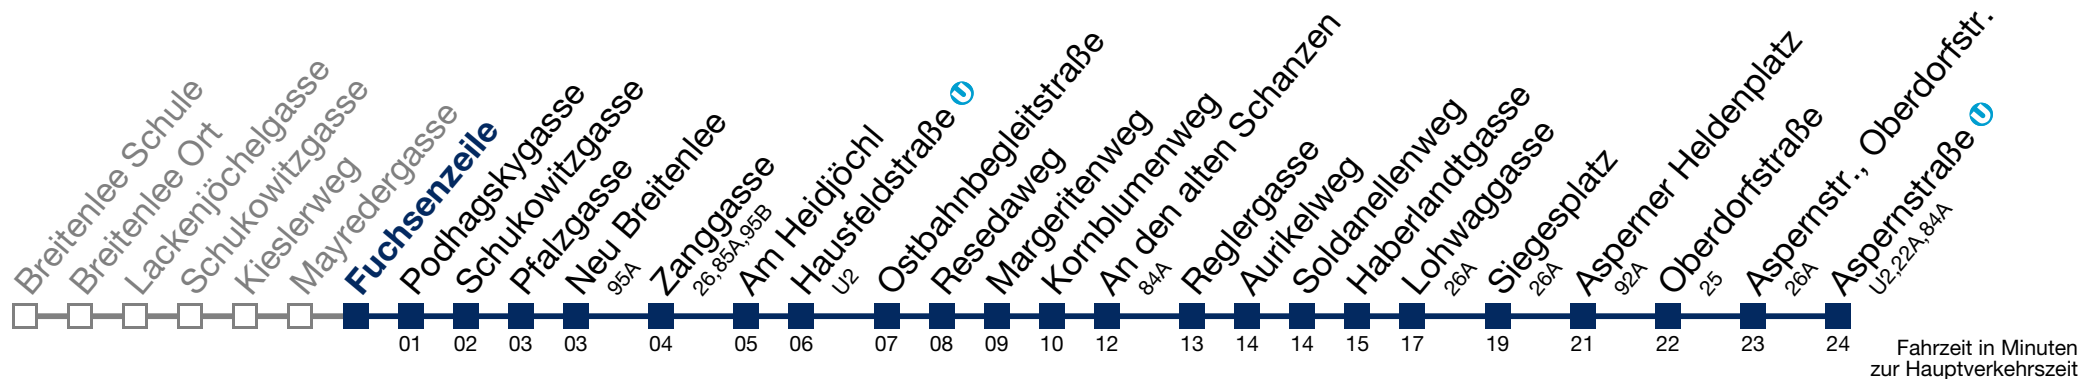 Breitenlee Schule
Breitenlee Ort
Lackenjöchelgasse
Schukowitzgasse
Kieslerweg
Mayredergasse
Fuchsenzeile
Podhagskygasse
Schukowitzgasse
Pfalzgasse
Neu Breitenlee
95A
Zanggasse
26,85A,95B
Am Heidjöchl
Hausfeldstraße U
U2
Ostbahnbegleitstraße
Resedaweg
Margeritenweg
Kornblumenweg
An den alten Schanzen
84A
Reglergasse
Aurikelweg
Soldanellenweg
Haberlandtgasse
Lohwaggasse
26A
Siegesplatz
26A
Asperner Heldenplatz
92A
Oberdorfstraße
25
Aspernstr., Oberdorfstr.
26A
Aspernstraße U
U2,22A,84A
01 02 03 03 04 05 06 07 08 09 10 12 13 14 14 15 17 19 21 22 23 24
Fahrzeit in Minuten
zur Hauptverkehrszeit